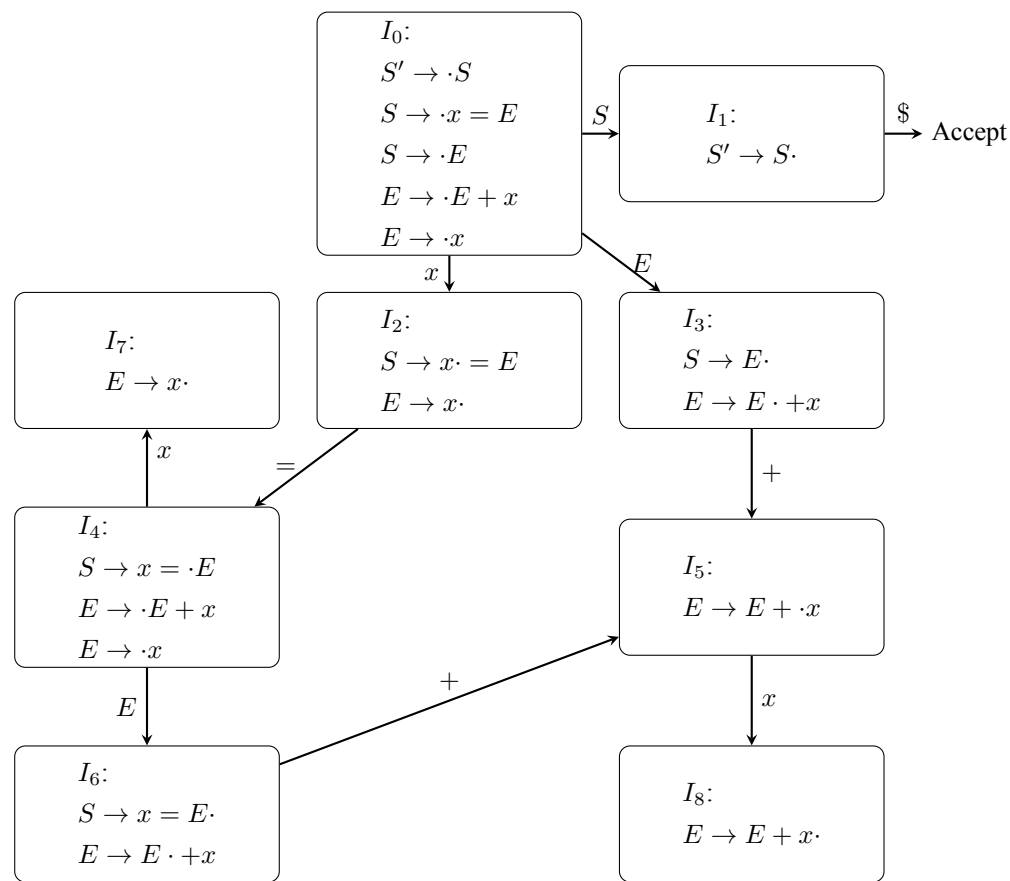 I₀:
S′ → ·S
S → ·x = E
S → ·E
E → ·E + x
E → ·x
S
I₁:
S′ → S·
$
Accept
x
E
I₇:
E → x·
I₂:
S → x· = E
E → x·
I₃:
S → E·
E → E · +x
x
=
+
I₄:
S → x = ·E
E → ·E + x
E → ·x
I₅:
E → E + ·x
E
+
x
I₆:
S → x = E·
E → E · +x
I₈:
E → E + x·